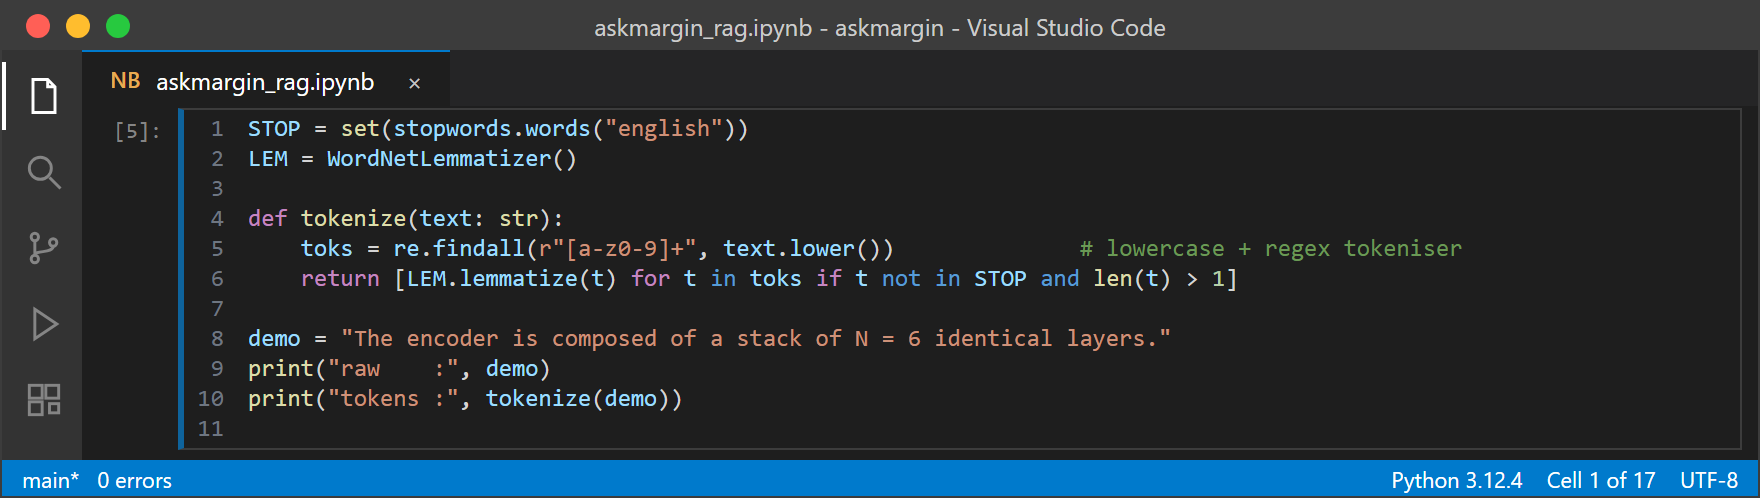 askmargin_rag.ipynb - askmargin - Visual Studio Code
NB askmargin_rag.ipynb ×
[5]:
1 STOP = set(stopwords.words("english"))
2 LEM = WordNetLemmatizer()
3
4 def tokenize(text: str):
5     toks = re.findall(r"[a-z0-9]+", text.lower())              # lowercase + regex tokeniser
6     return [LEM.lemmatize(t) for t in toks if t not in STOP and len(t) > 1]
7
8 demo = "The encoder is composed of a stack of N = 6 identical layers."
9 print("raw    :", demo)
10 print("tokens :", tokenize(demo))
11
main* 0 errors Python 3.12.4 Cell 1 of 17 UTF-8